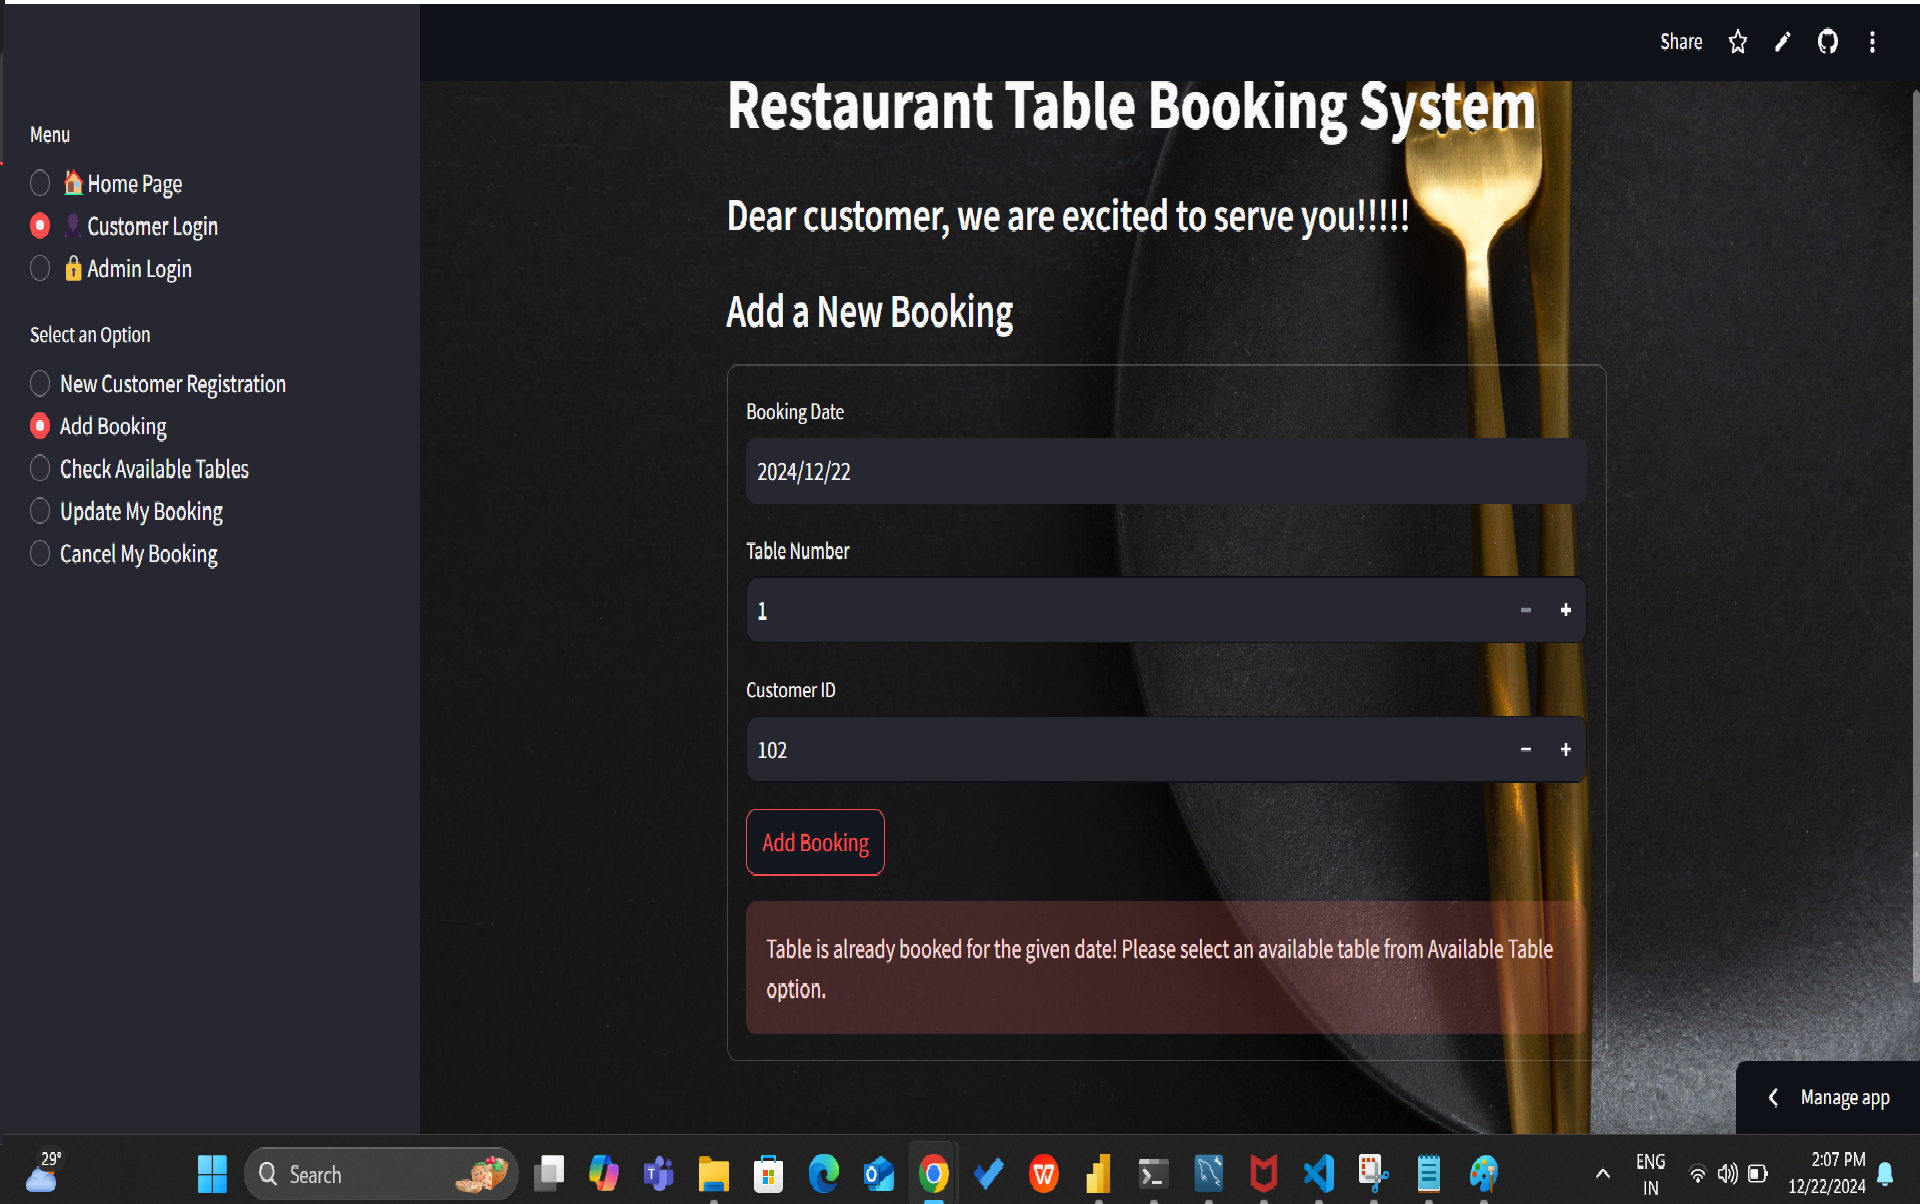 Share
Menu
Home Page
Customer Login
Admin Login
Select an Option
New Customer Registration
Add Booking
Check Available Tables
Update My Booking
Cancel My Booking
Restaurant Table Booking System
Dear customer, we are excited to serve you!!!!!
Add a New Booking
Booking Date
2024/12/22
Table Number
1
Customer ID
102
Add Booking
Table is already booked for the given date! Please select an available table from Available Table
option.
Manage app
29°
Search
ENG
IN
2:07 PM
12/22/2024